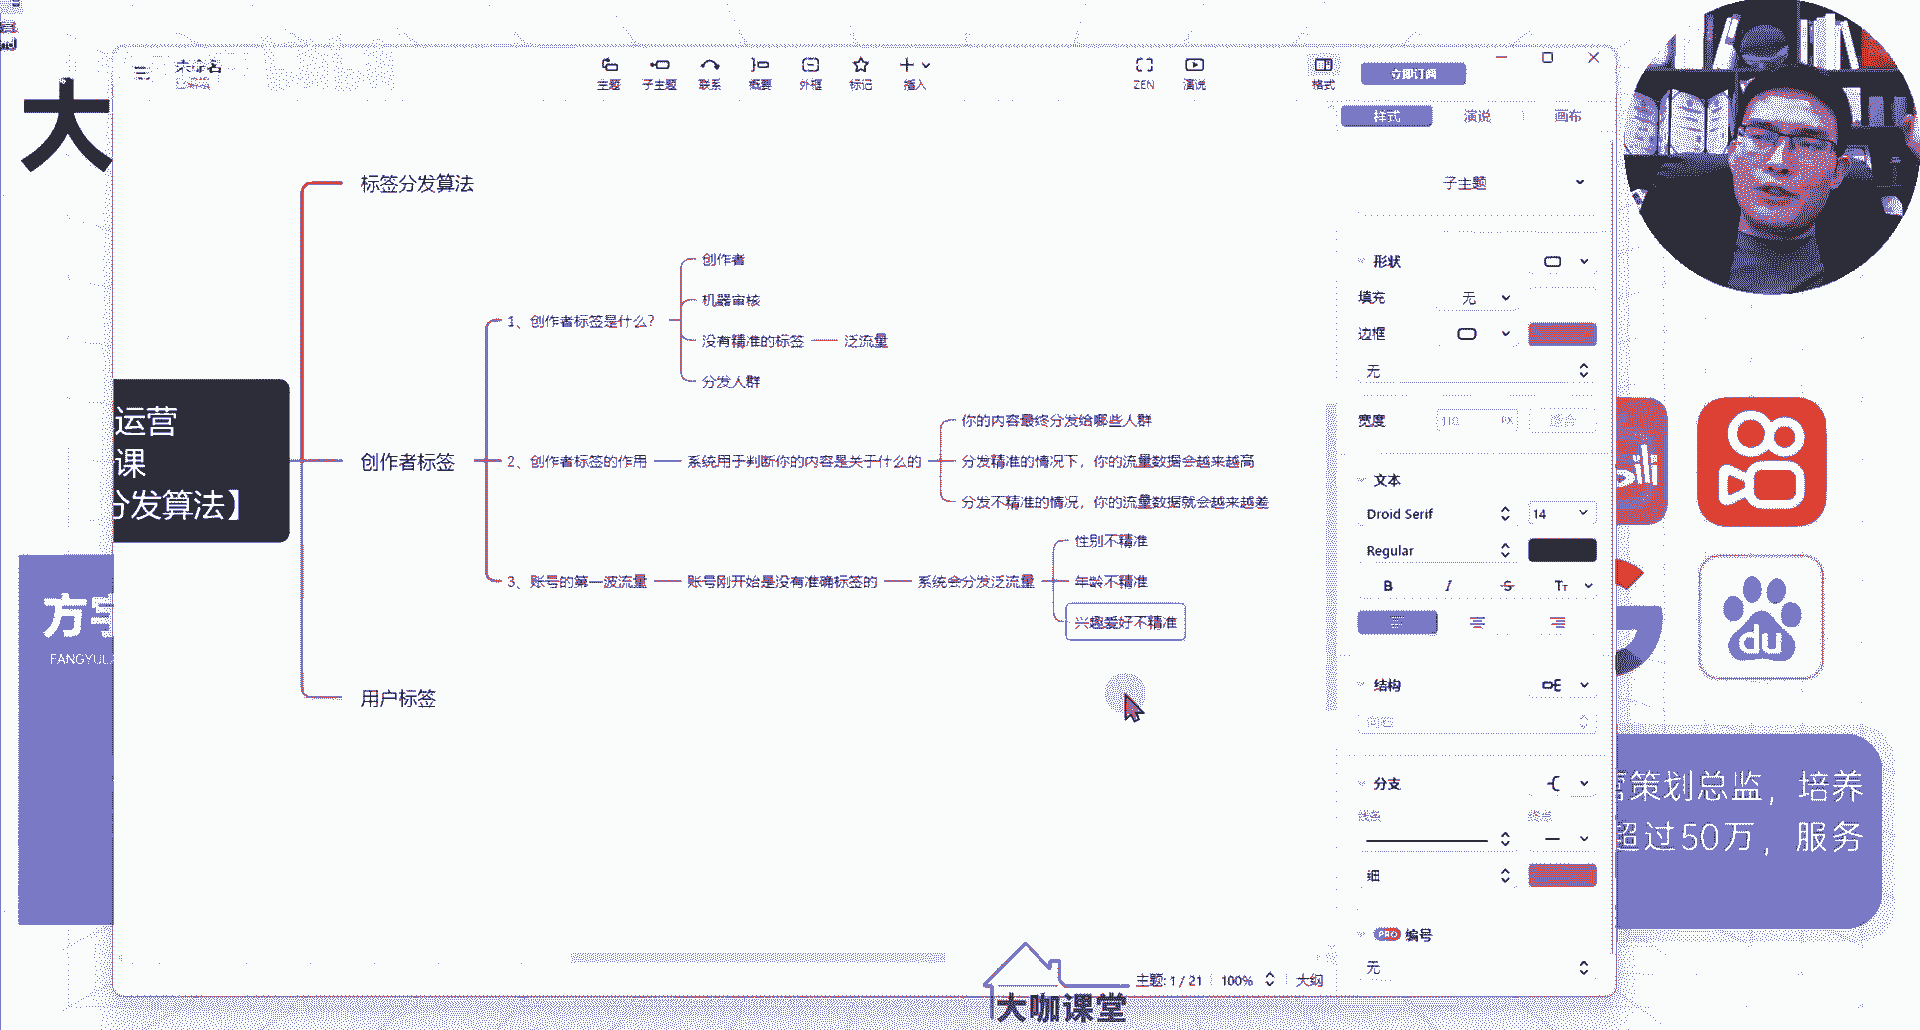 大
未命名
主题
子主题
联系
概要
外框
标记
插入
ZEN
演说
格式
立即订阅
样式
演说
画布
标签分发算法
创作者
机器审核
1、创作者标签是什么？
没有精准的标签
泛流量
分发人群
运营
课
分发算法】
创作者标签
你的内容最终分发给哪些人群
2、创作者标签的作用
系统用于判断你的内容是关于什么的
分发精准的情况下，你的流量数据会越来越高
分发不精准的情况，你的流量数据就会越来越差
性别不精准
3、账号的第一波流量
账号刚开始是没有准确标签的
系统会分发泛流量
年龄不精准
兴趣爱好不精准
用户标签
子主题
形状
填充
无
边框
无
宽度
110
PX
文本
Droid Serif
14
Regular
B
I
S
TT
结构
分支
线条
终点
细
PRO
编号
无
主题: 1 / 21
100%
大纲
大咖课堂
方宇
FANGYULA
ili
du
营策划总监，培养
超过50万，服务